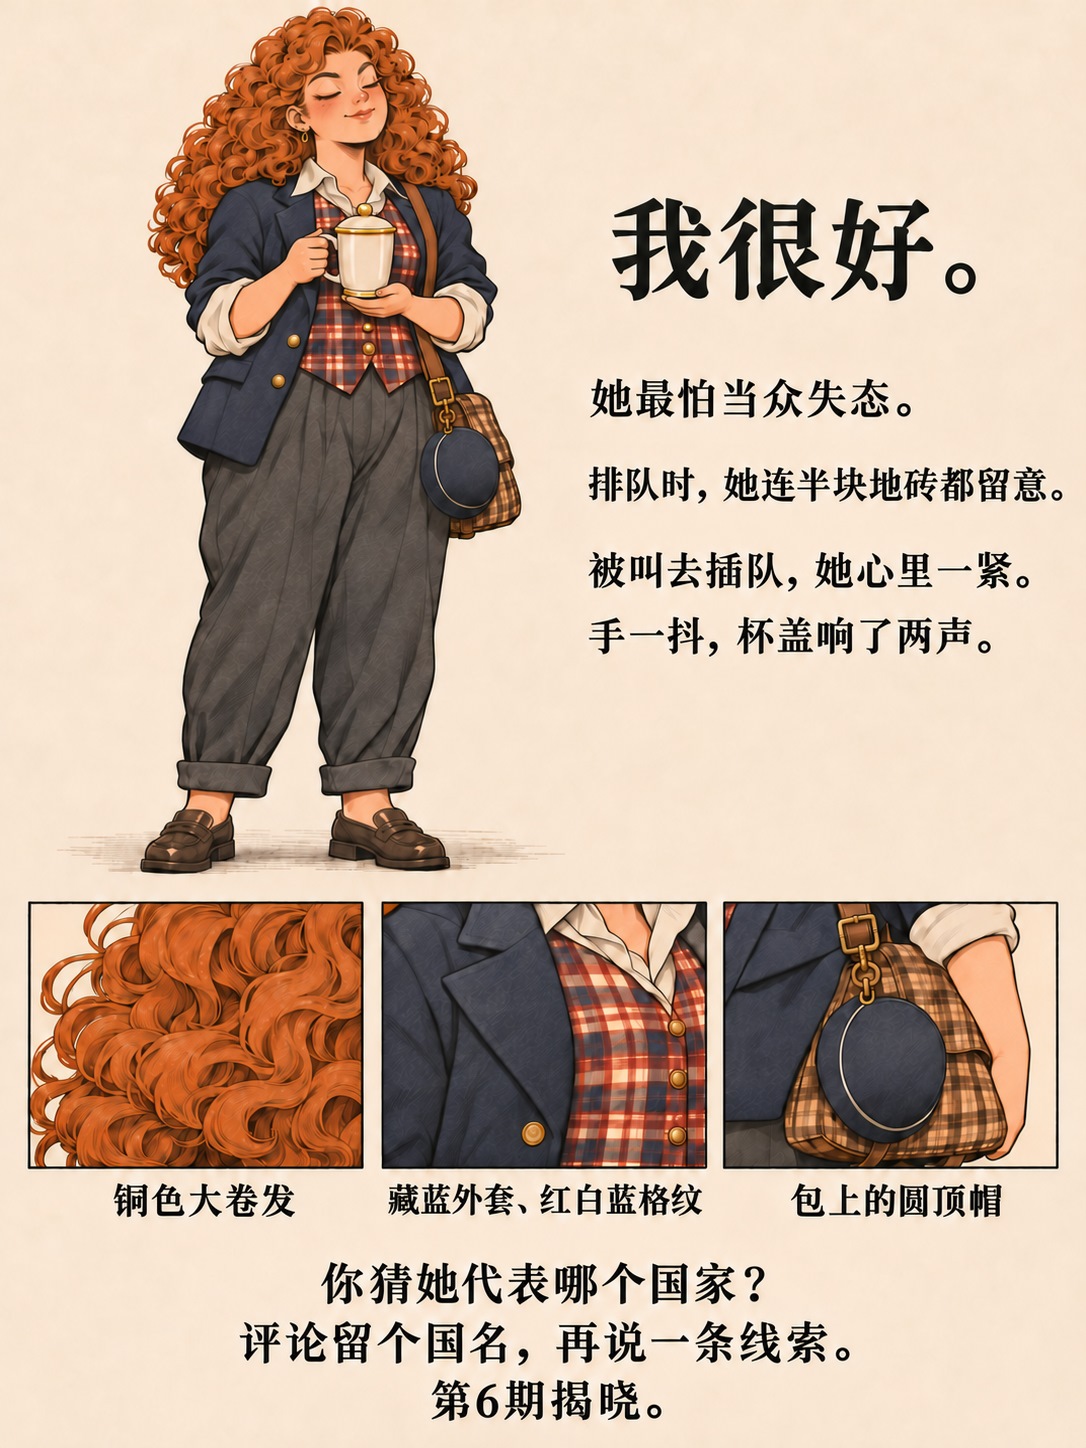 我很好。
她最怕当众失态。
排队时，她连半块地砖都留意。
被叫去插队，她心里一紧。
手一抖，杯盖响了两声。
铜色大卷发
藏蓝外套、红白蓝格纹
包上的圆顶帽
你猜她代表哪个国家？
评论留个国名，再说一条线索。
第6期揭晓。